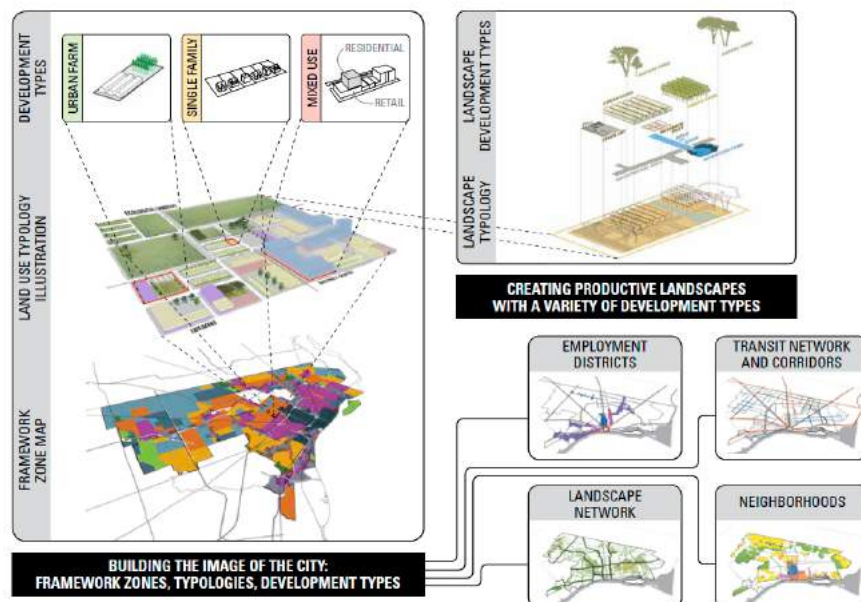 DEVELOPMENT
TYPES
URBAN FARM
SINGLE FAMILY
MIXED USE
RESIDENTIAL
RETAIL
LAND USE TYPOLOGY
ILLUSTRATION
FRAMEWORK
ZONE MAP
BUILDING THE IMAGE OF THE CITY:
FRAMEWORK ZONES, TYPOLOGIES, DEVELOPMENT TYPES
LANDSCAPE
DEVELOPMENT TYPES
LANDSCAPE
TYPOLOGY
CREATING PRODUCTIVE LANDSCAPES
WITH A VARIETY OF DEVELOPMENT TYPES
EMPLOYMENT
DISTRICTS
TRANSIT NETWORK
AND CORRIDORS
LANDSCAPE
NETWORK
NEIGHBORHOODS